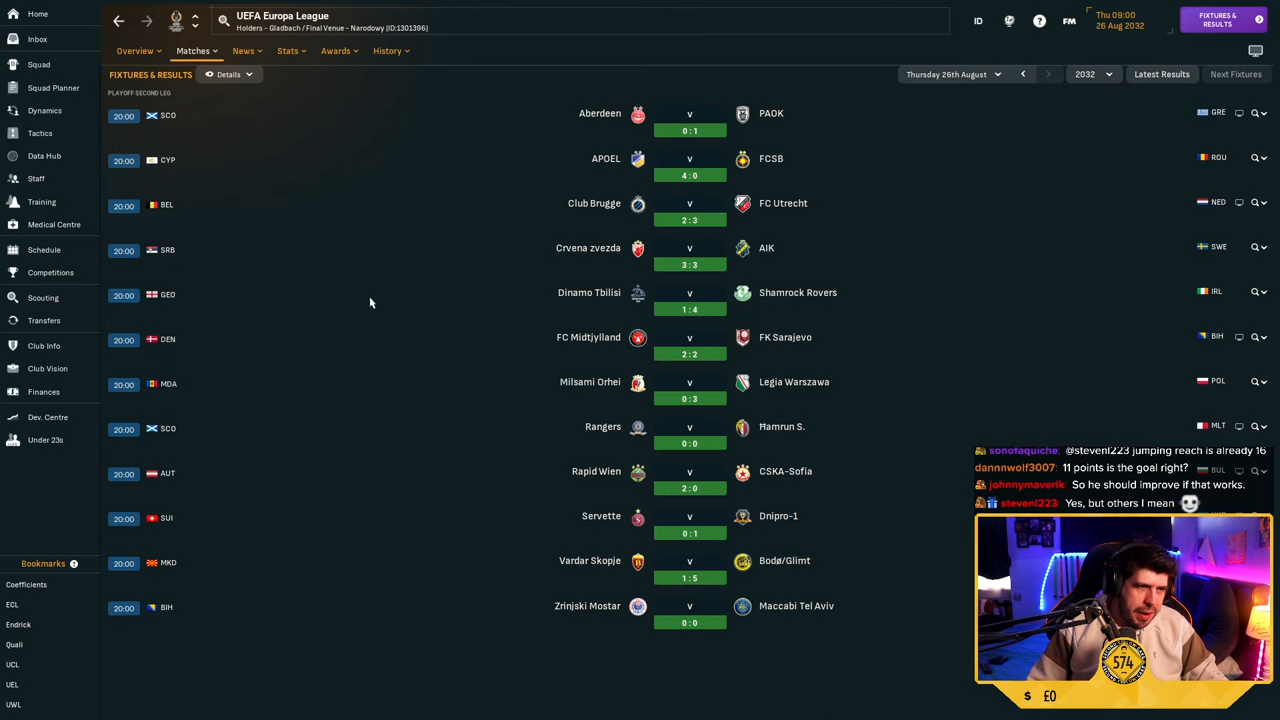 Home
Inbox
Squad
Squad Planner
Dynamics
Tactics
Data Hub
Staff
Training
Medical Centre
Schedule
Competitions
Scouting
Transfers
Club Info
Club Vision
Finances
Dev. Centre
Under 23s
Bookmarks ?
Coefficients
ECL
Endrick
Quali
UCL
UEL
UWL
UEFA Europa League
Holders - Gladbach / Final Venue - Narodowy (ID:1301396)
ID ? FM
Thu 09:00
26 Aug 2032
FIXTURES &
RESULTS
Overview Matches News Stats Awards History
FIXTURES & RESULTS Details
Thursday 26th August 2032 Latest Results Next Fixtures
PLAYOFF SECOND LEG
20:00 SCO Aberdeen v PAOK GRE
0 : 1
20:00 CYP APOEL v FCSB ROU
4 : 0
20:00 BEL Club Brugge v FC Utrecht NED
2 : 3
20:00 SRB Crvena zvezda v AIK SWE
3 : 3
20:00 GEO Dinamo Tbilisi v Shamrock Rovers IRL
1 : 4
20:00 DEN FC Midtjylland v FK Sarajevo BIH
2 : 2
20:00 MDA Milsami Orhei v Legia Warszawa POL
0 : 3
20:00 SCO Rangers v Ħamrun S. MLT
0 : 0
20:00 AUT Rapid Wien v CSKA-Sofia BUL
2 : 0
20:00 SUI Servette v Dnipro-1
0 : 1
20:00 MKD Vardar Skopje v Bodø/Glimt
1 : 5
20:00 BIH Zrinjski Mostar v Maccabi Tel Aviv
0 : 0
sonofaquiche: @stevenl223 jumping reach is already 16
dannnwolf3007: 11 points is the goal right?
johnnymaverik: So he should improve if that works.
stevenl223: Yes, but others I mean
574
$ £0